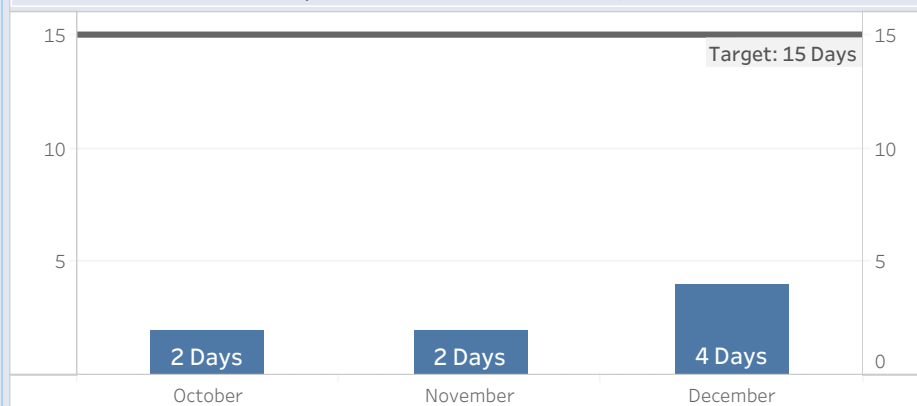 15
15
Target: 15 Days
10
10
5
5
2 Days
2 Days
4 Days
0
October
November
December